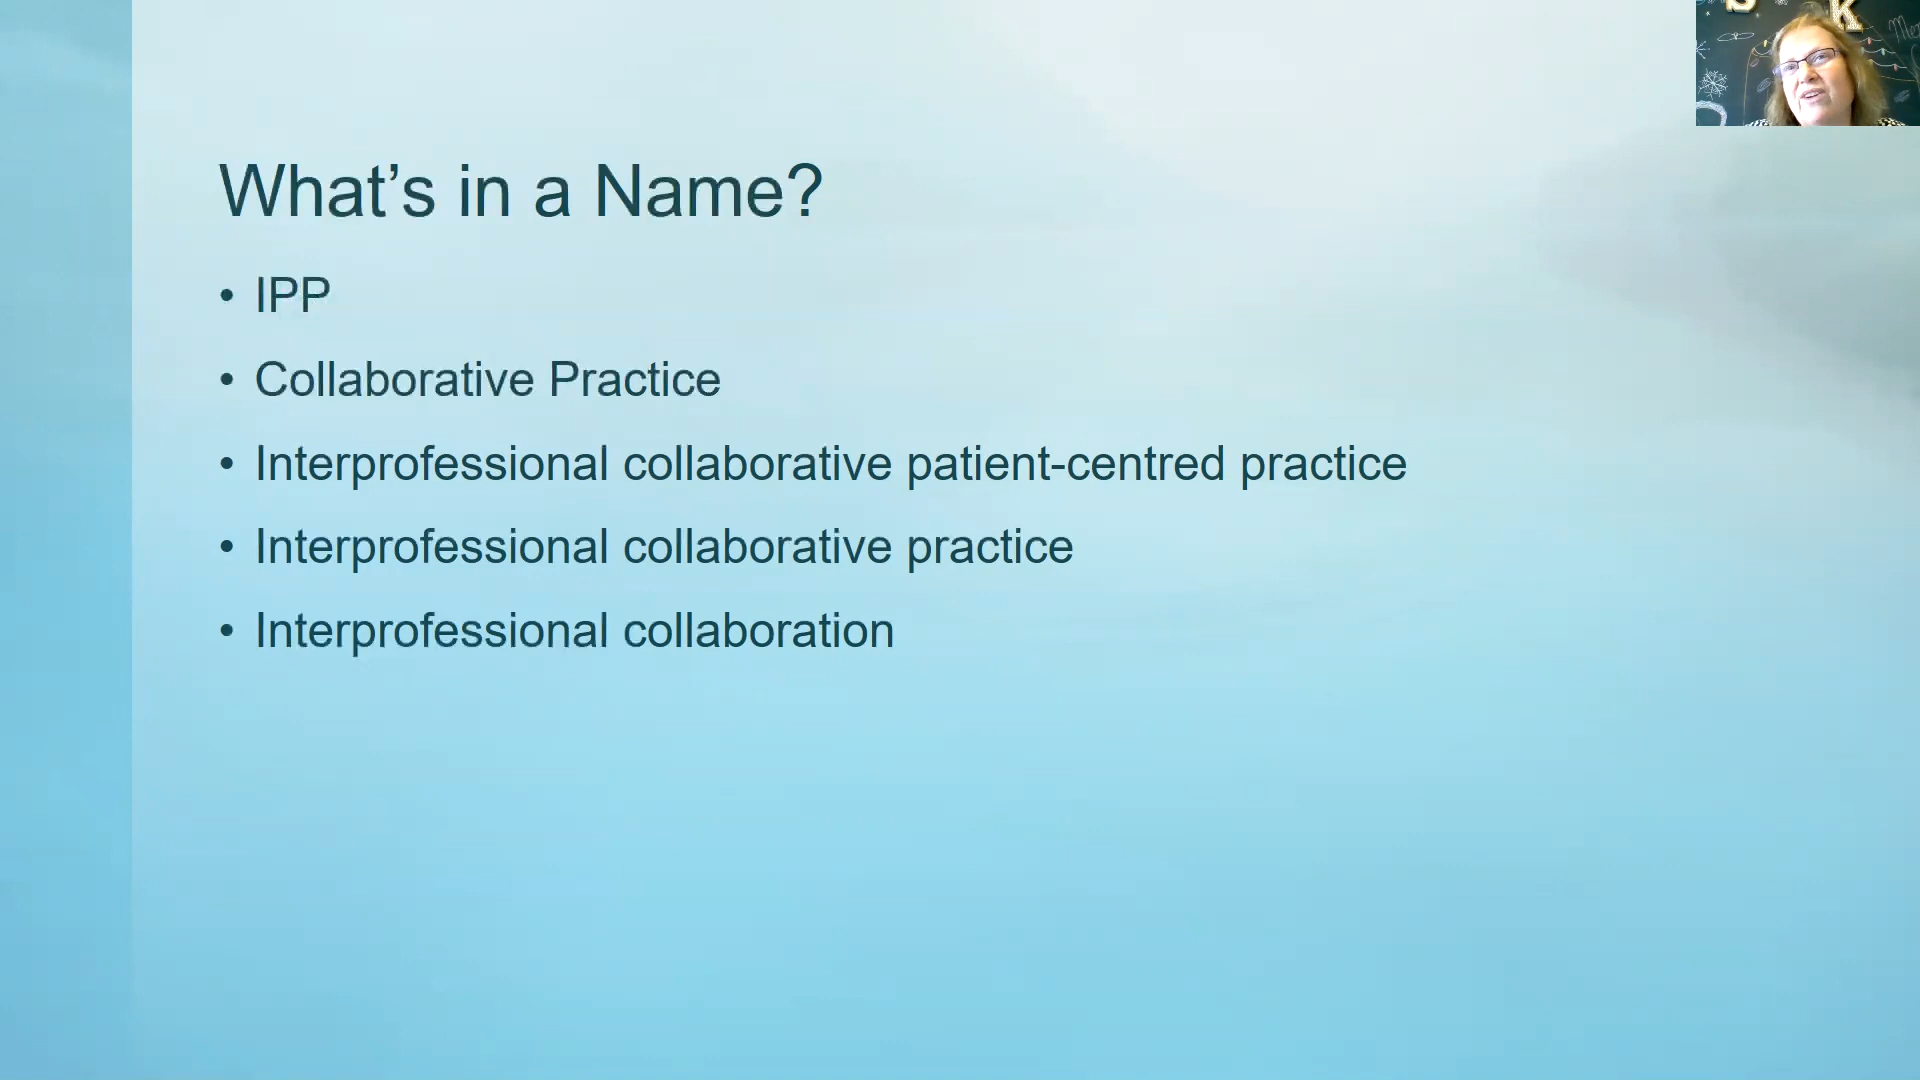 What’s in a Name?
• IPP
• Collaborative Practice
• Interprofessional collaborative patient-centred practice
• Interprofessional collaborative practice
• Interprofessional collaboration
K